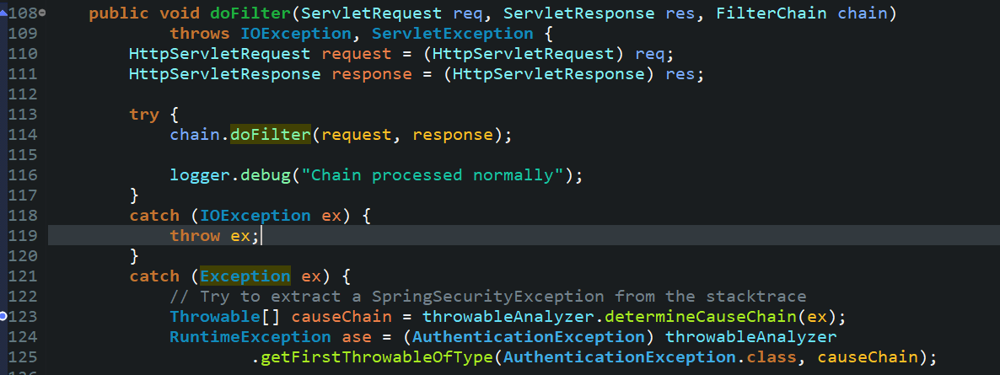 108 public void doFilter(ServletRequest req, ServletResponse res, FilterChain chain)
109 throws IOException, ServletException {
110 HttpServletRequest request = (HttpServletRequest) req;
111 HttpServletResponse response = (HttpServletResponse) res;
112
113 try {
114 chain.doFilter(request, response);
115
116 logger.debug("Chain processed normally");
117 }
118 catch (IOException ex) {
119 throw ex;
120 }
121 catch (Exception ex) {
122 // Try to extract a SpringSecurityException from the stacktrace
123 Throwable[] causeChain = throwableAnalyzer.determineCauseChain(ex);
124 RuntimeException ase = (AuthenticationException) throwableAnalyzer
125 .getFirstThrowableOfType(AuthenticationException.class, causeChain);